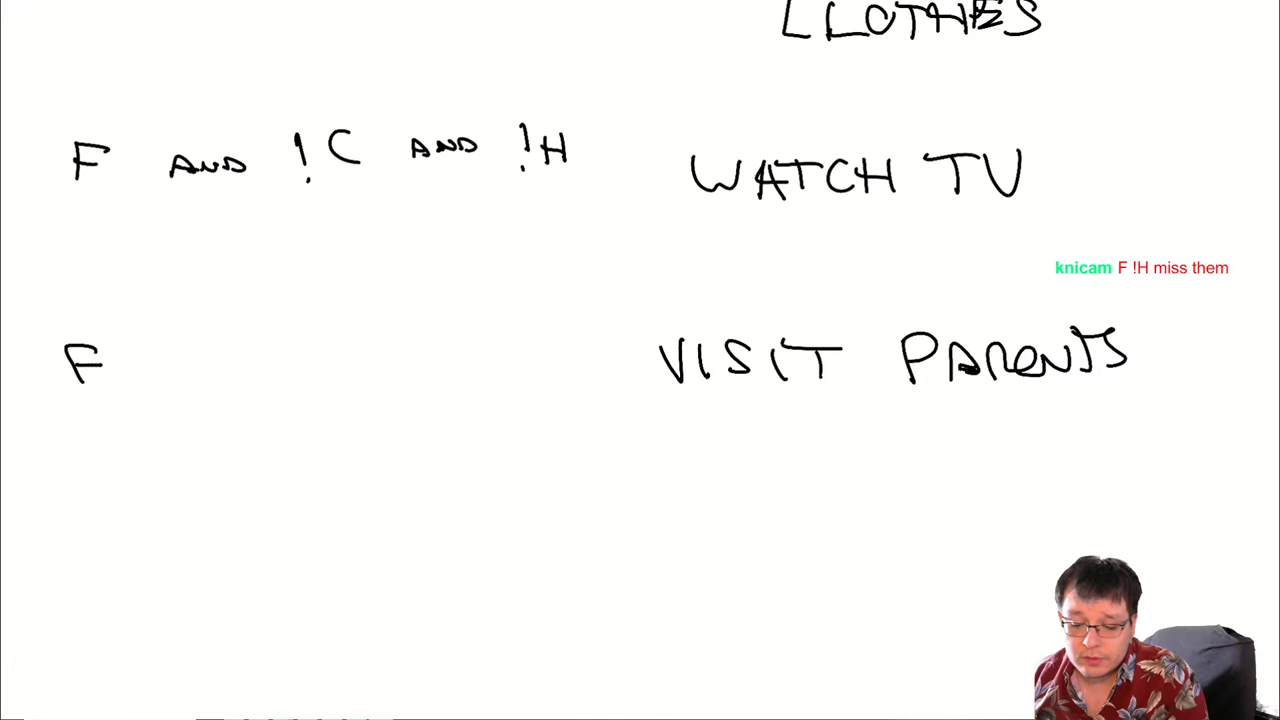 CLOTHES
F AND !C AND !H WATCH TV
knicam F !H miss them
F VISIT PARENTS